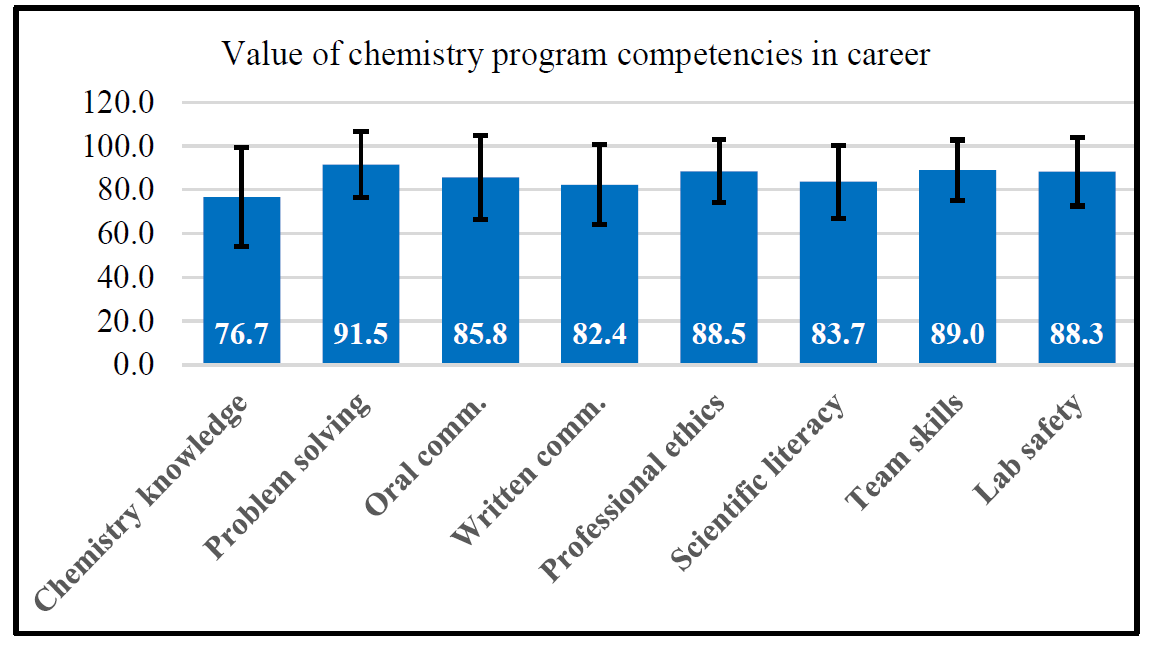 Value of chemistry program competencies in career
120.0
100.0
80.0
60.0
40.0
20.0
0.0
76.7
91.5
85.8
82.4
88.5
83.7
89.0
88.3
Chemistry knowledge
Problem solving
Oral comm.
Written comm.
Professional ethics
Scientific literacy
Team skills
Lab safety